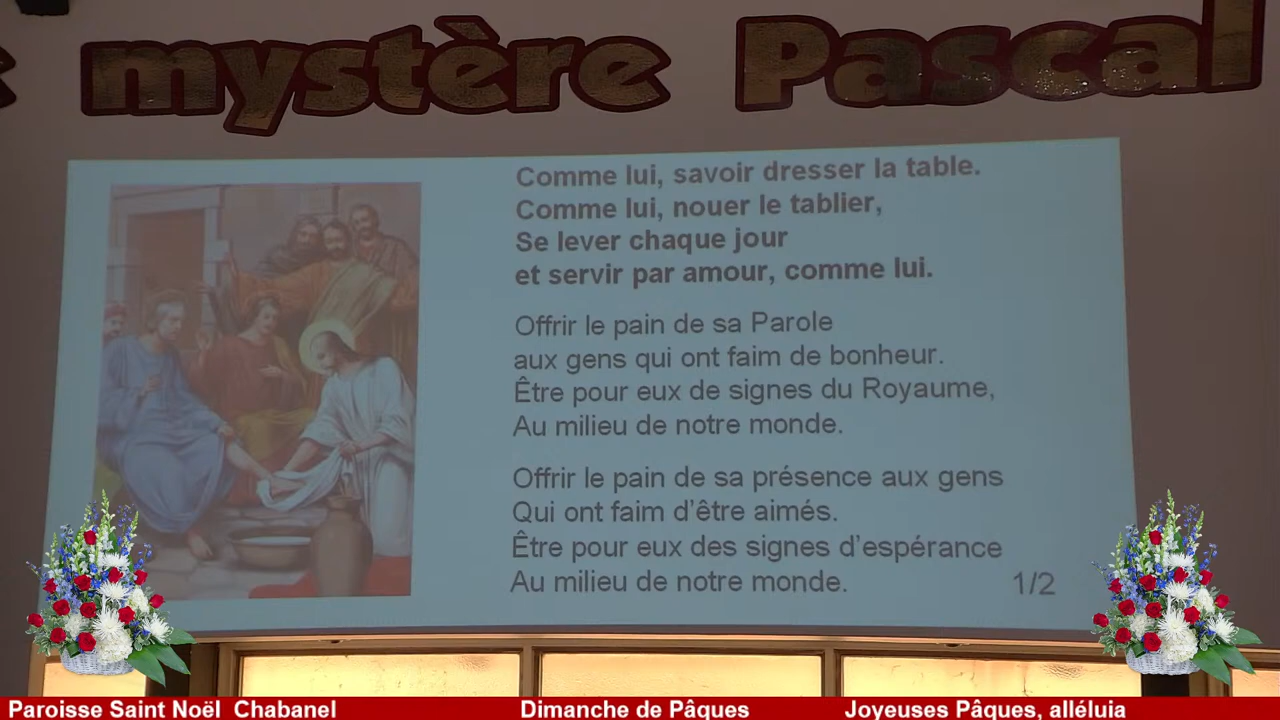 mystère Pascal
Comme lui, savoir dresser la table.
Comme lui, nouer le tablier,
Se lever chaque jour
et servir par amour, comme lui.
Offrir le pain de sa Parole
aux gens qui ont faim de bonheur.
Être pour eux de signes du Royaume,
Au milieu de notre monde.
Offrir le pain de sa présence aux gens
Qui ont faim d'être aimés.
Être pour eux des signes d'espérance
Au milieu de notre monde.
1/2
Paroisse Saint Noël Chabanel
Dimanche de Pâques
Joyeuses Pâques, alléluia